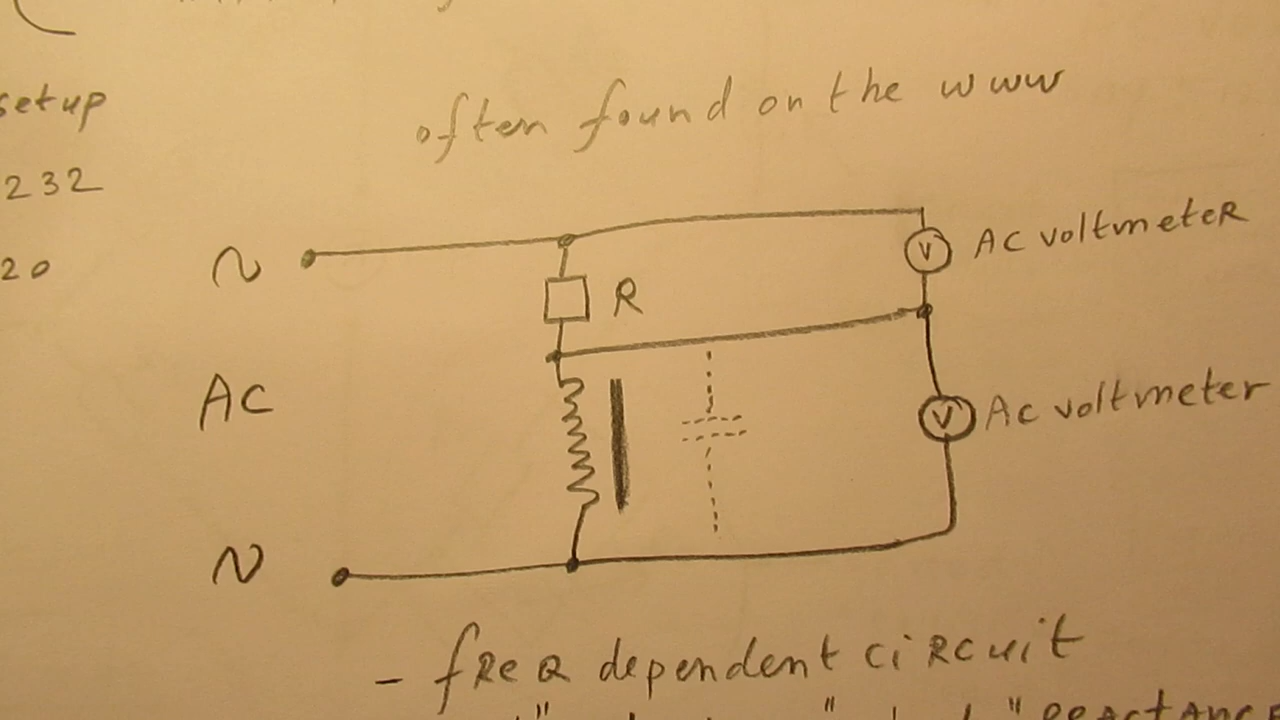 setup
often found on the www
232
AC voltmeteR
20
R
AC
Ac voltmeter
- fReQ dependent ciRcuit